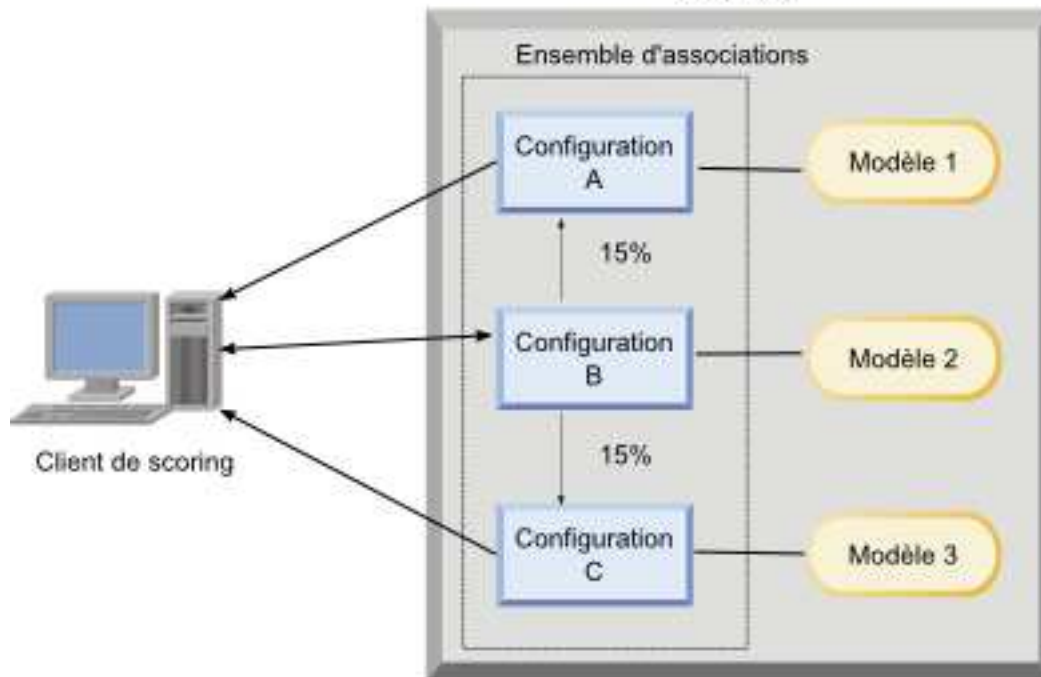 Ensemble d'associations
Configuration
A
Modèle 1
15%
Configuration
B
Modèle 2
Client de scoring
15%
Configuration
C
Modèle 3